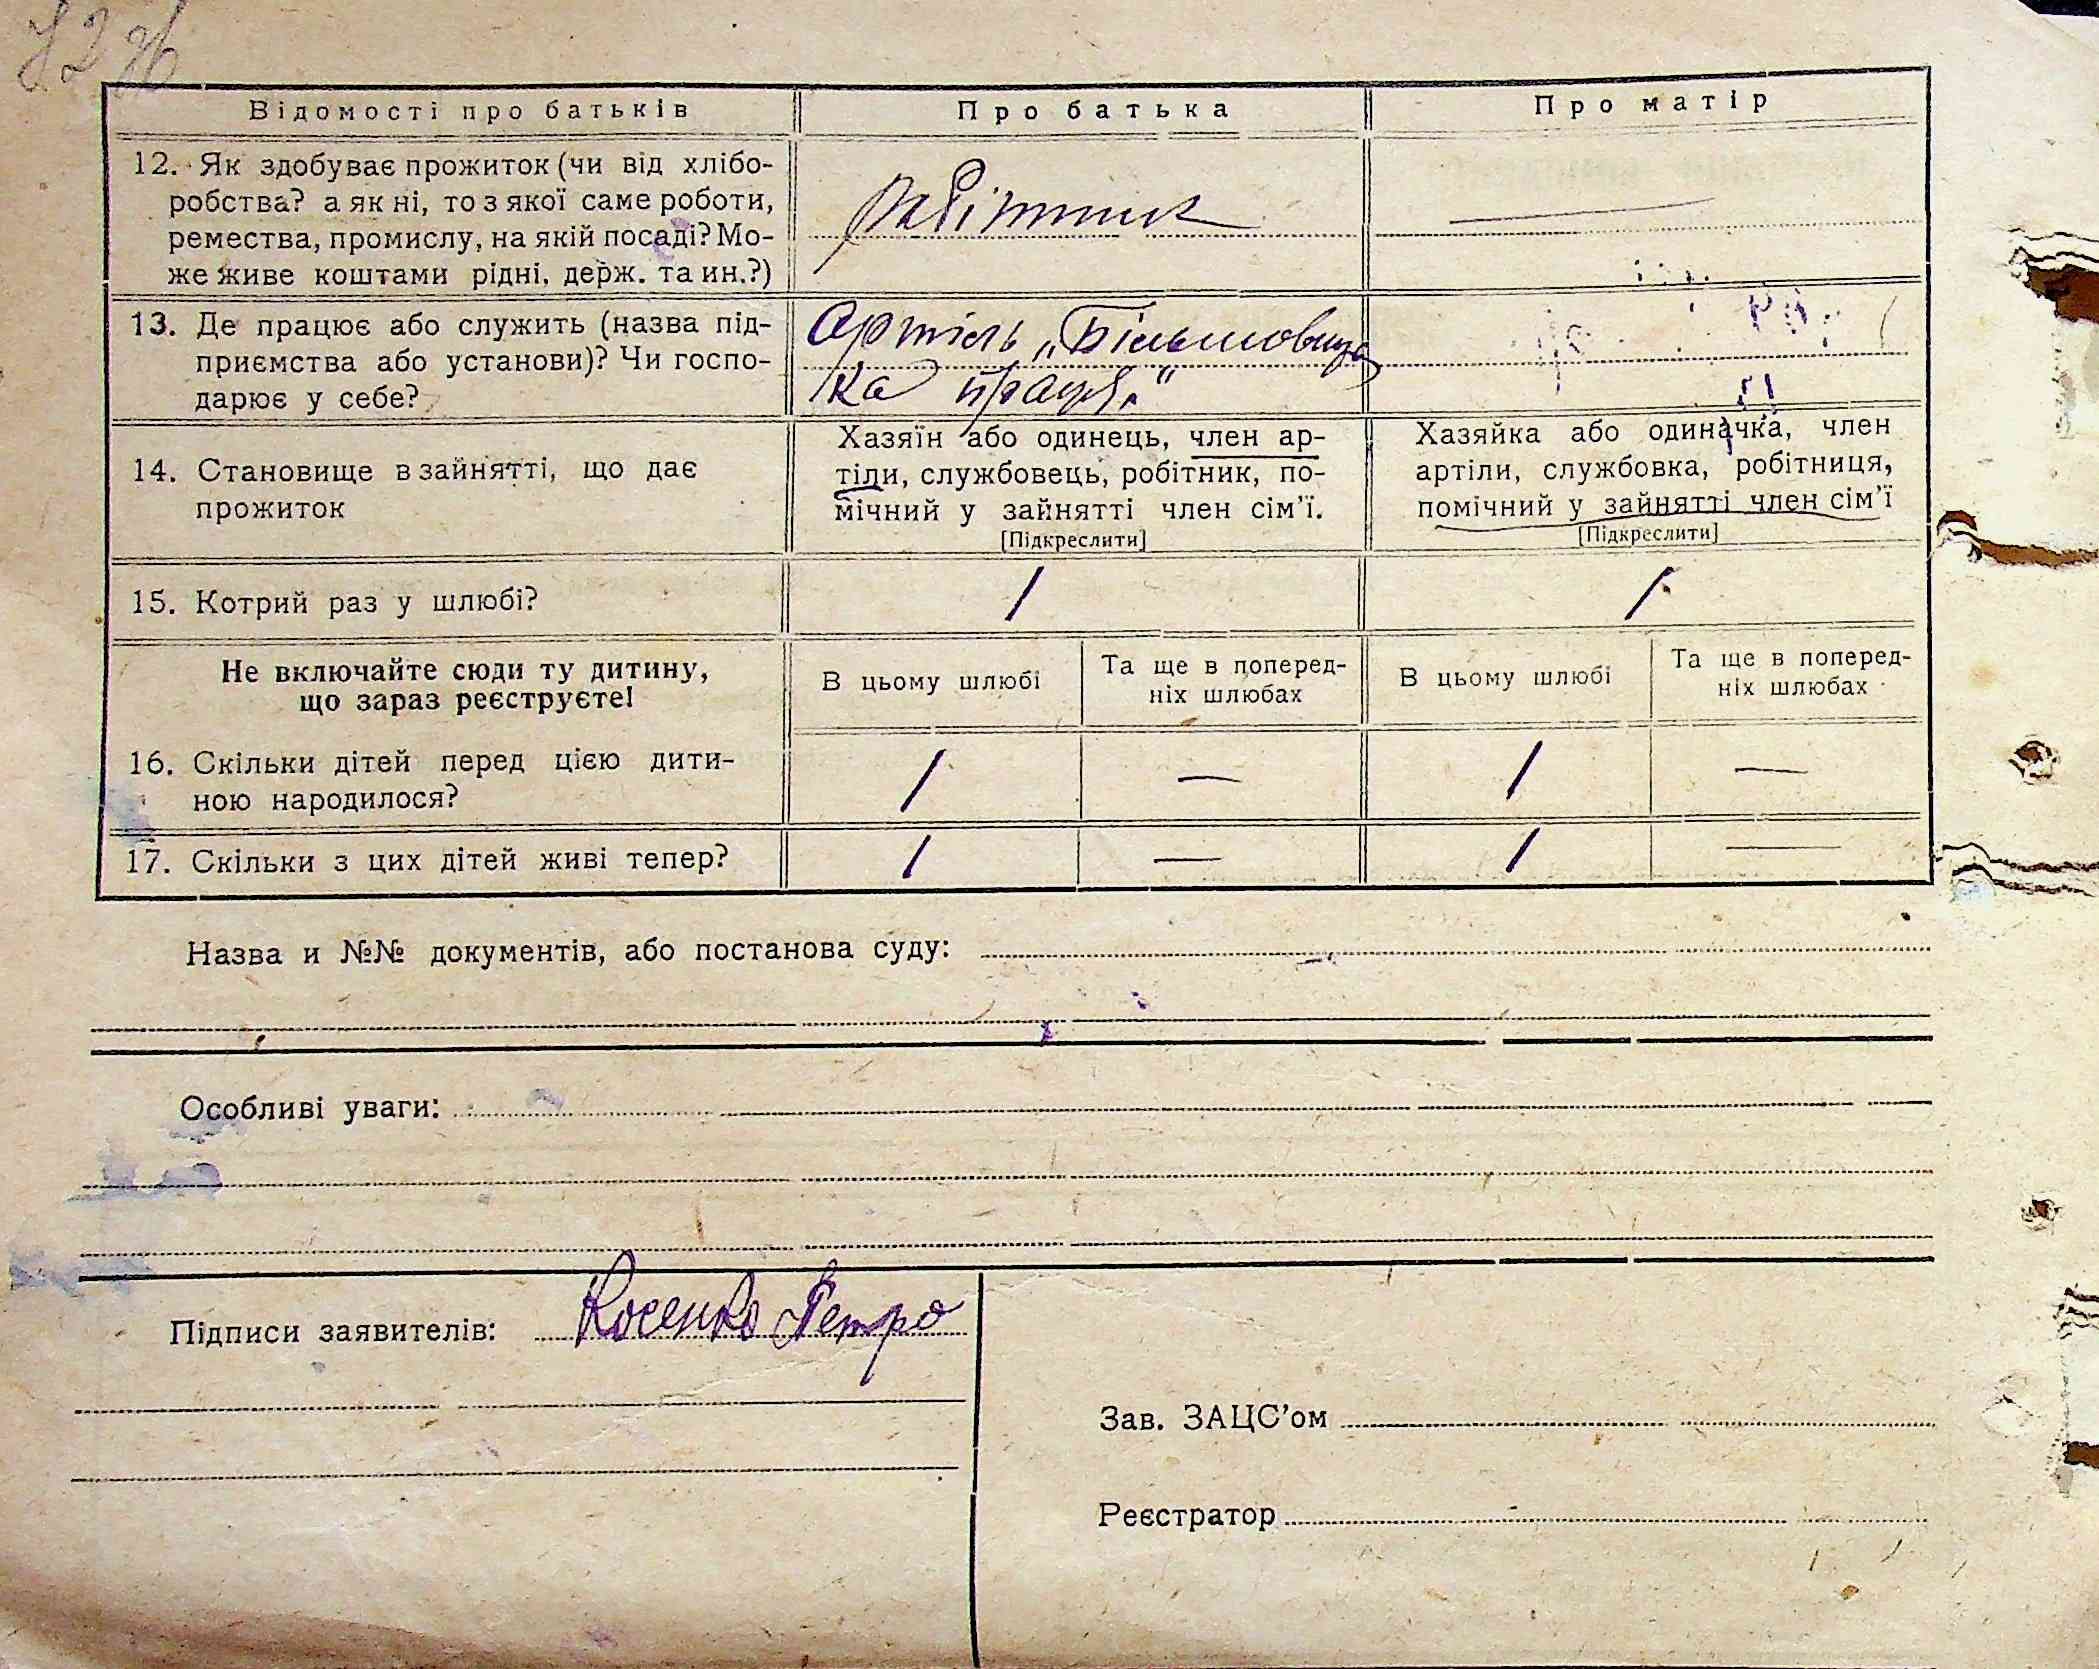 Відомості про батьків
Про батька
Про матір
12. Як здобуває прожиток (чи від хлібо-
робства? а як ні, то з якої саме роботи,
ремества, промислу, на якій посаді? Мо-
же живе коштами рідні, держ. та ин.?)
робітник
—
13. Де працює або служить (назва під-
приємства або установи)? Чи госпо-
дарює у себе?
Артіль „Більшовиц
ка праця"
14. Становище в зайнятті, що дає
прожиток
Хазяїн або одинець, член ар-
тіли, службовець, робітник, по-
мічний у зайнятті член сім'ї.
[Підкреслити]
Хазяйка або одиначка, член
артіли, службовка, робітниця,
помічний у зайнятті член сім'ї
[Підкреслити]
15. Котрий раз у шлюбі?
1
1
Не включайте сюди ту дитину,
що зараз реєструєте!
В цьому шлюбі
Та ще в поперед-
ніх шлюбах
В цьому шлюбі
Та ще в поперед-
ніх шлюбах
16. Скільки дітей перед цією дити-
ною народилося?
1
—
1
—
17. Скільки з цих дітей живі тепер?
1
—
1
—
Назва и №№ документів, або постанова суду:
Особливі уваги:
Підписи заявителів: Косенко Петро
Зав. ЗАЦС'ом
Реєстратор